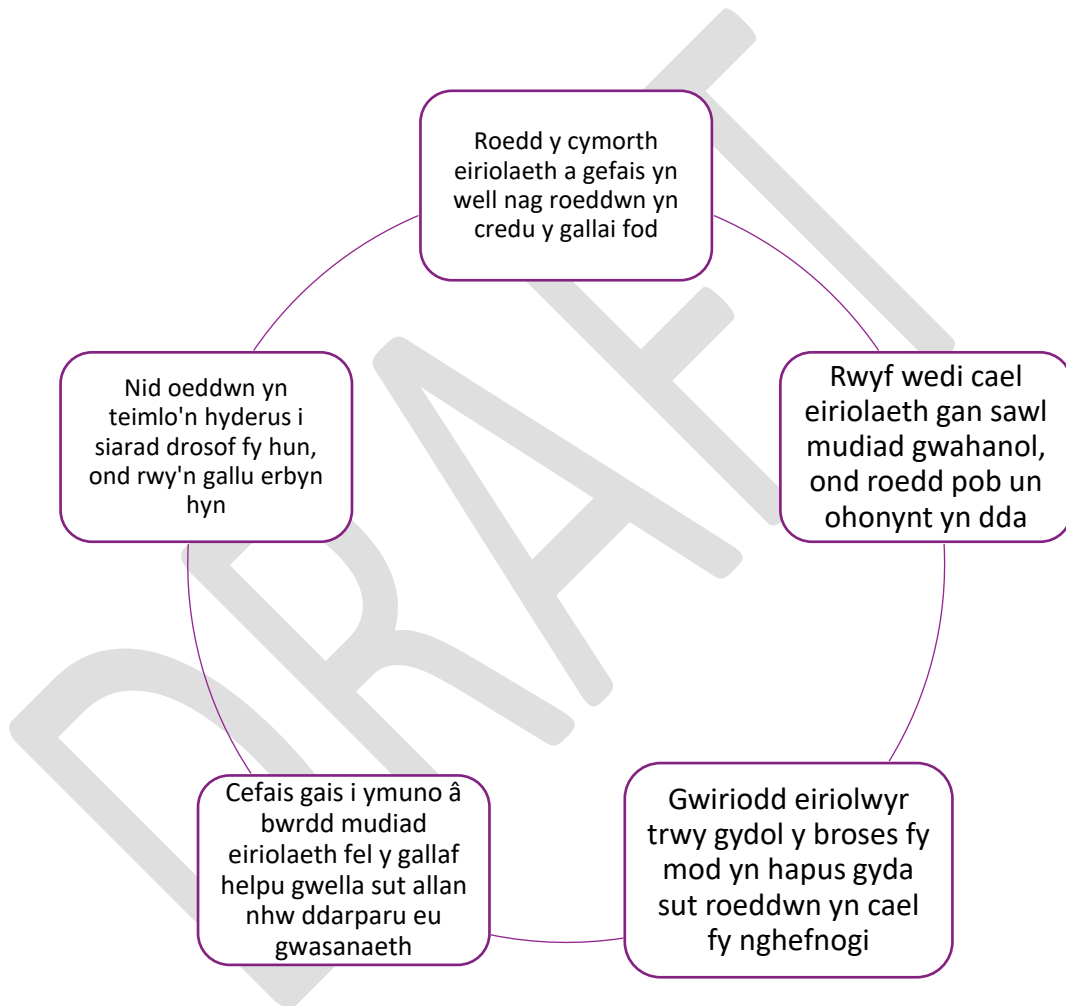 Roedd y cymorth
eiriolaeth a gefais yn
well nag roeddwn yn
credu y gallai fod
Rwyf wedi cael
eiriolaeth gan sawl
mudiad gwahanol,
ond roedd pob un
ohonynt yn dda
Gwiriodd eiriolwyr
trwy gydol y broses fy
mod yn hapus gyda
sut roeddwn yn cael
fy nghefnogi
Cefais gais i ymuno â
bwrdd mudiad
eiriolaeth fel y gallaf
helpu gwella sut allan
nhw ddarparu eu
gwasanaeth
Nid oeddwn yn
teimlo'n hyderus i
siarad drosof fy hun,
ond rwy'n gallu erbyn
hyn
DRAFT